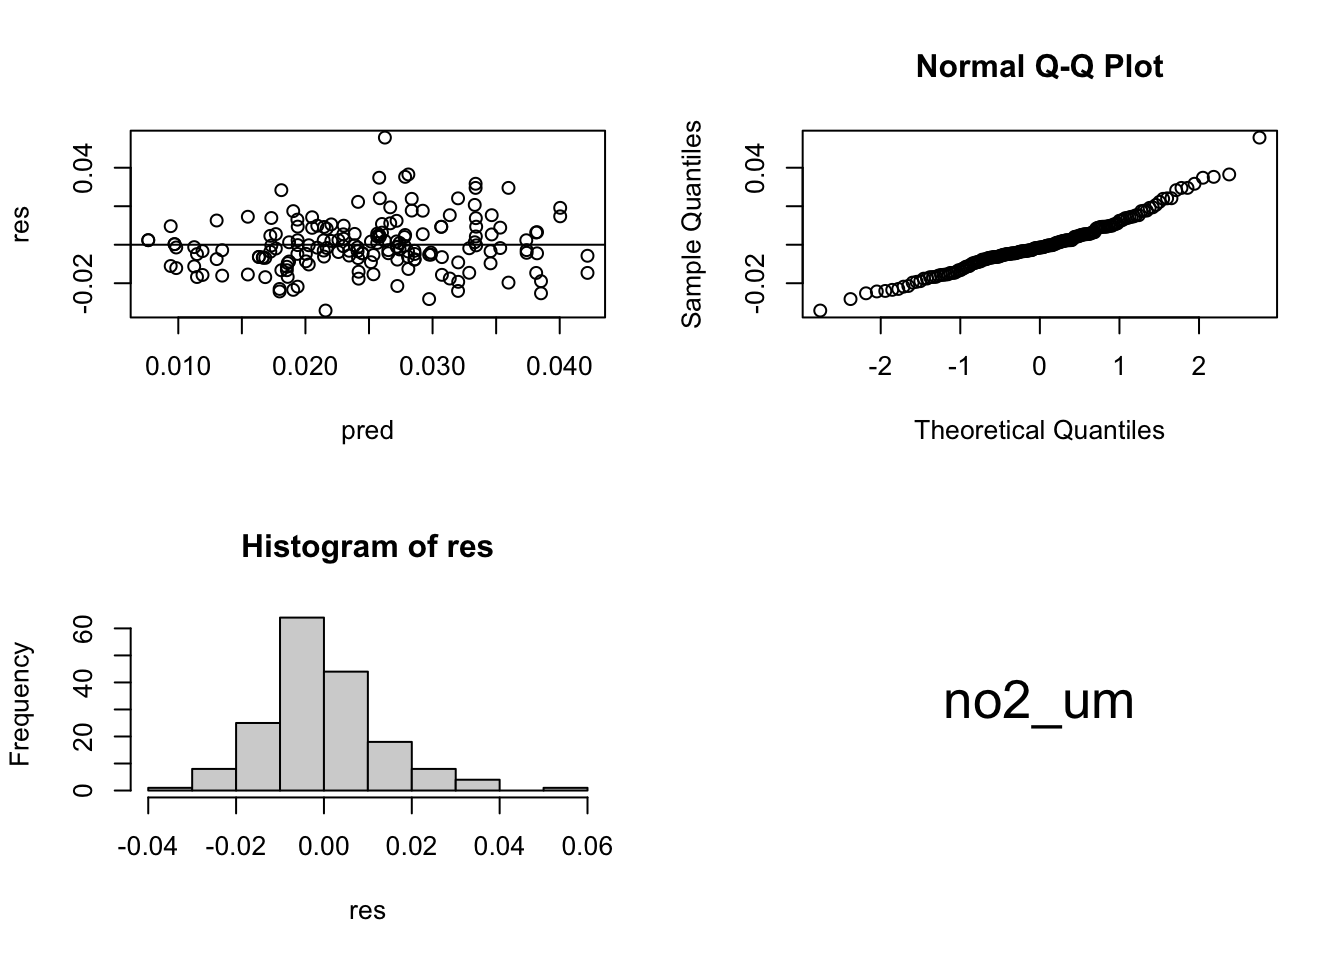 res
0.04
-0.02
0.010
0.020
0.030
0.040
pred
Normal Q-Q Plot
Sample Quantiles
0.04
-0.02
-2
-1
0
1
2
Theoretical Quantiles
Histogram of res
Frequency
60
40
20
0
-0.04
-0.02
0.00
0.02
0.04
0.06
res
no2_um